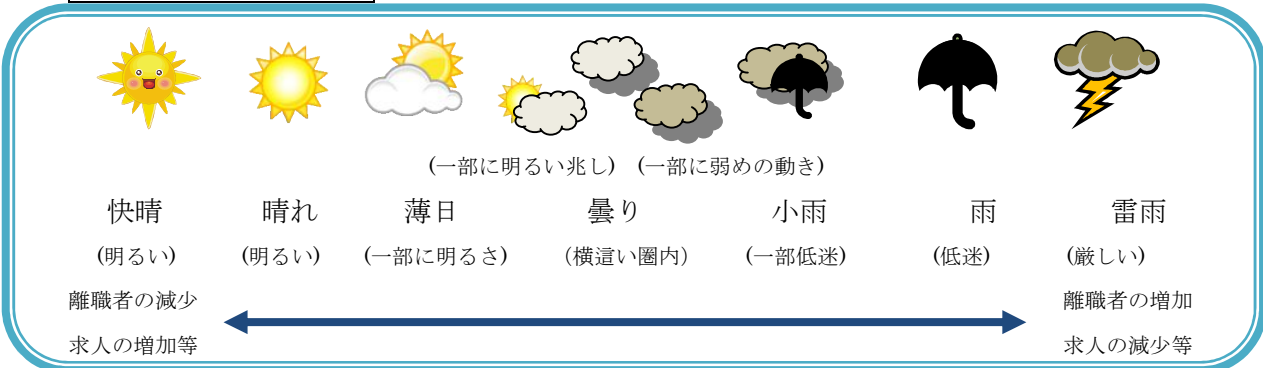 (一部に明るい兆し) (一部に弱めの動き)
快晴 晴れ 薄日 曇り 小雨 雨 雷雨
(明るい) (明るい) (一部に明るさ) (横這い圏内) (一部低迷) (低迷) (厳しい)
離職者の減少 離職者の増加
求人の増加等 求人の減少等